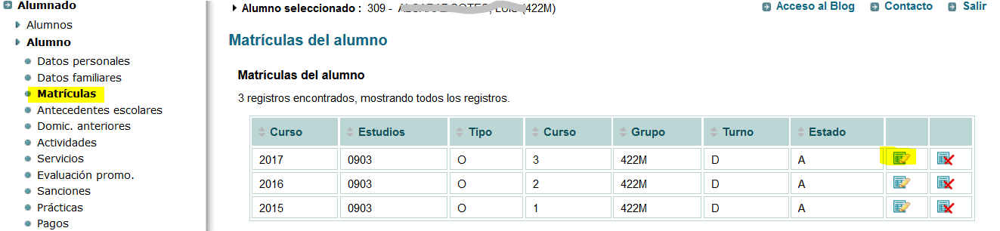 Alumnado
Alumnos
Alumno
Datos personales
Datos familiares
Matrículas
Antecedentes escolares
Domic. anteriores
Actividades
Servicios
Evaluación promo.
Sanciones
Prácticas
Pagos
Alumno seleccionado : 309 - (422M)
Acceso al Blog Contacto Salir
Matrículas del alumno
Matrículas del alumno
3 registros encontrados, mostrando todos los registros.
Curso Estudios Tipo Curso Grupo Turno Estado
2017 0903 O 3 422M D A
2016 0903 O 2 422M D A
2015 0903 O 1 422M D A